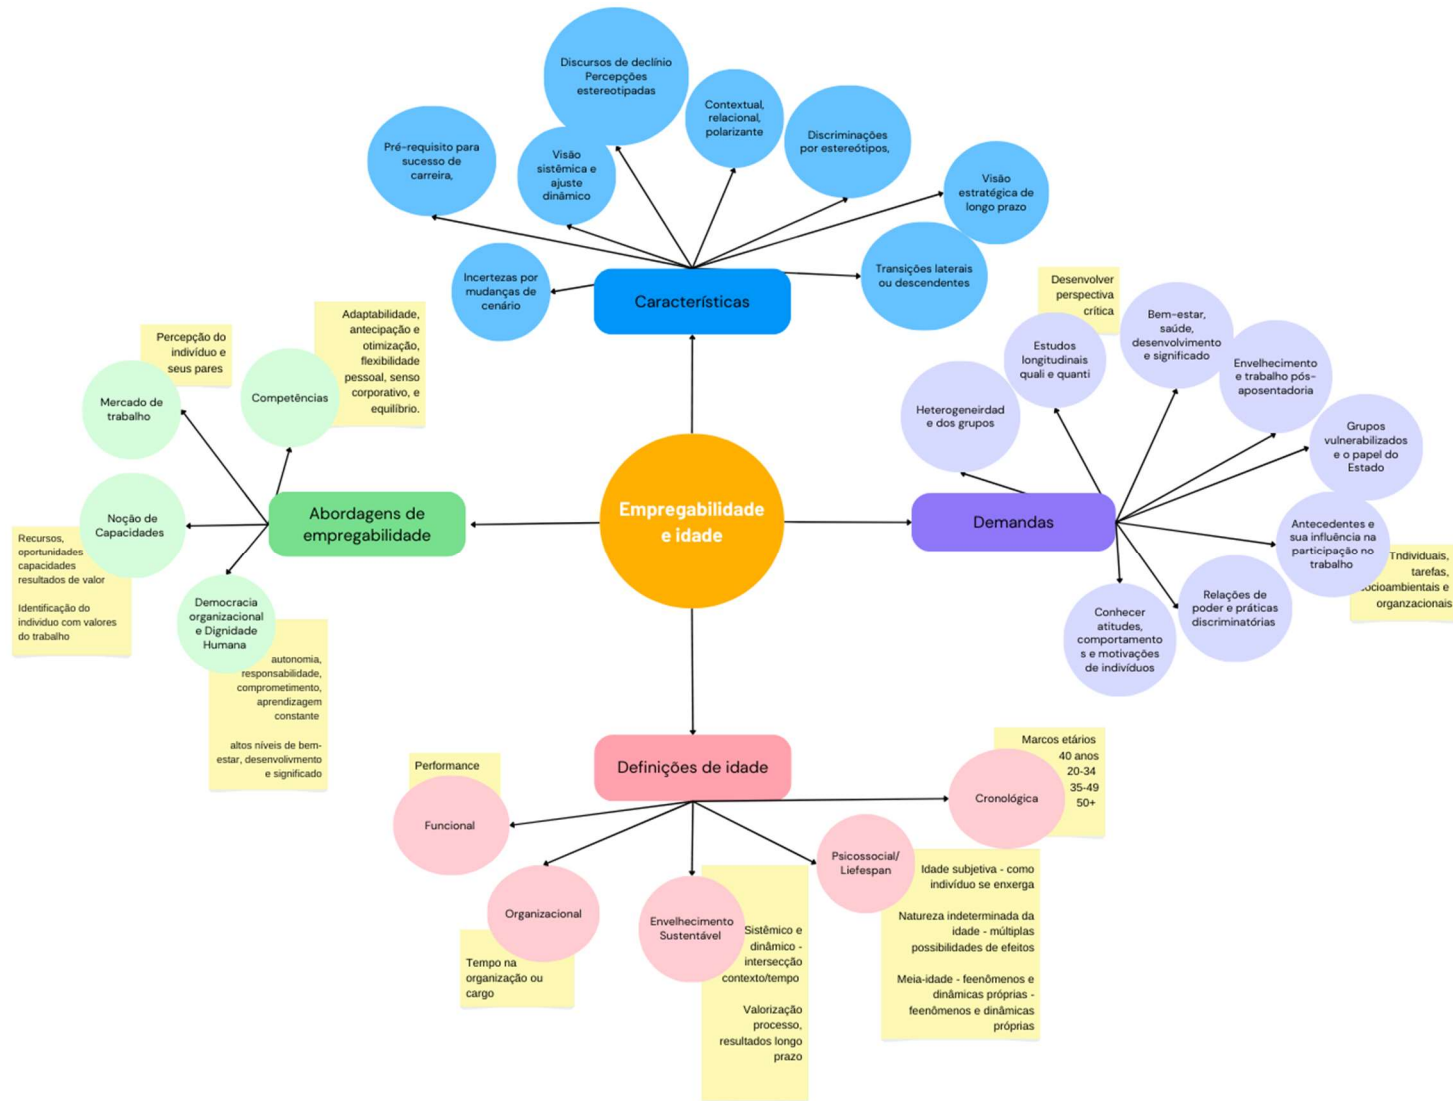 Discursos de declínio
Percepções
estereotipadas
Contextual,
relacional,
polarizante
Discriminações
por estereótipos,
Pré-requisito para
sucesso de
carreira,
Visão
sistêmica e
ajuste
dinâmico
Visão
estratégica de
longo prazo
Incertezas por
mudanças de
cenário
Transições laterais
ou descendentes
Características
Adaptabilidade,
antecipação e
otimização,
flexibilidade
pessoal, senso
corporativo, e
equilíbrio.
Percepção do
indivíduo e
seus pares
Mercado de
trabalho
Competências
Noção de
Capacidades
Abordagens de
empregabilidade
Recursos,
oportunidades
capacidades
resultados de valor
Identificação do
individuo com valores
do trabalho
Democracia
organizacional
e Dignidade
Humana
autonomia,
responsabilidade,
comprometimento,
aprendizagem
constante
altos níveis de bem-
estar, desenvolivmento
e significado
Empregabilidade
e idade
Desenvolver
perspectiva
crítica
Estudos
longitudinais
quali e quanti
Bem-estar,
saúde,
desenvolvimento
e significado
Envelhecimento
e trabalho pós-
aposentadoria
Heterogeneirdad
e dos grupos
Grupos
vulnerabilizados
e o papel do
Estado
Demandas
Antecedentes e
sua influência na
participação no
trabalho
Tndividuais,
tarefas,
ocioambientais e
organzacionais
Relações de
poder e práticas
discriminatórias
Conhecer
atitudes,
comportamento
s e motivações
de indivíduos
Definições de idade
Performance
Funcional
Marcos etários
40 anos
20-34
35-49
50+
Cronológica
Organizacional
Tempo na
organização ou
cargo
Envelhecimento
Sustentável
Sistêmico e
dinâmico -
intersecção
contexto/tempo
Valorização
processo,
resultados longo
prazo
Psicossocial/
Liefespan
Idade subjetiva - como
indivíduo se enxerga
Natureza indeterminada da
idade - múltiplas
possibilidades de efeitos
Meia-idade - feenômenos e
dinâmicas próprias -
feenômenos e dinâmicas
próprias